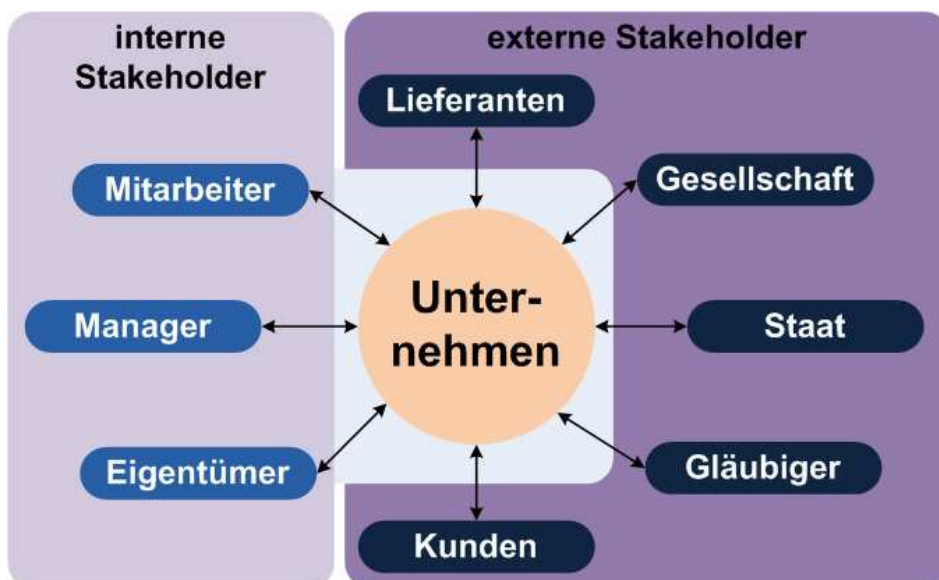 interne
Stakeholder
externe Stakeholder
Lieferanten
Mitarbeiter
Gesellschaft
Manager
Unter-
nehmen
Staat
Eigentümer
Gläubiger
Kunden